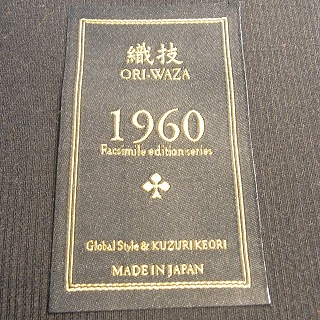 織技
ORI-WAZA
1960
Facsimile edition series
Global Style & KUZURI KEORI
MADE IN JAPAN